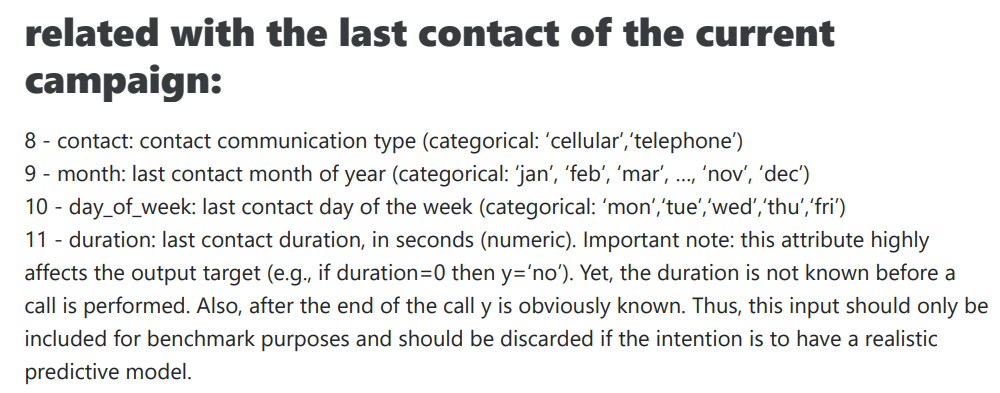 related with the last contact of the current
campaign:
8 - contact: contact communication type (categorical: ‘cellular’,‘telephone’)
9 - month: last contact month of year (categorical: ‘jan’, ‘feb’, ‘mar’, …, ‘nov’, ‘dec’)
10 - day_of_week: last contact day of the week (categorical: ‘mon’,‘tue’,‘wed’,‘thu’,‘fri’)
11 - duration: last contact duration, in seconds (numeric). Important note: this attribute highly
affects the output target (e.g., if duration=0 then y=‘no’). Yet, the duration is not known before a
call is performed. Also, after the end of the call y is obviously known. Thus, this input should only be
included for benchmark purposes and should be discarded if the intention is to have a realistic
predictive model.